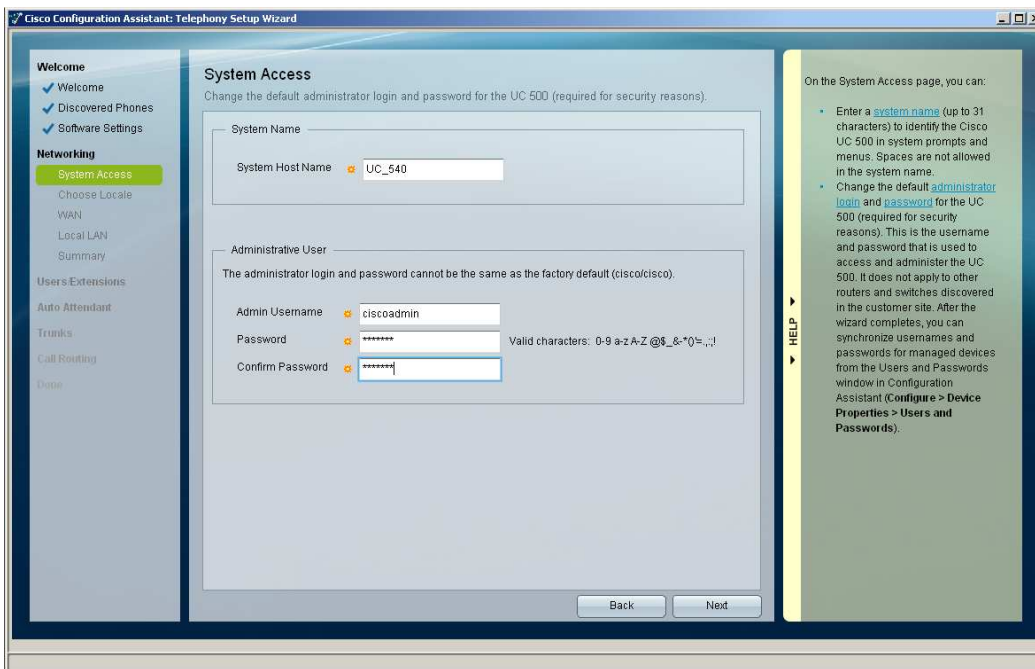 Cisco Configuration Assistant: Telephony Setup Wizard
Welcome
Welcome
Discovered Phones
Software Settings
Networking
System Access
Choose Locale
WAN
Local LAN
Summary
Users/Extensions
Auto Attendant
Trunks
Call Routing
Done
System Access
Change the default administrator login and password for the UC 500 (required for security reasons).
System Name
System Host Name UC_540
Administrative User
The administrator login and password cannot be the same as the factory default (cisco/cisco).
Admin Username ciscoadmin
Password *******  Valid characters: 0-9 a-z A-Z @$_&-*()'=.,:;!
Confirm Password *******
Back Next
HELP
On the System Access page, you can:
• Enter a system name (up to 31
characters) to identify the Cisco
UC 500 in system prompts and
menus. Spaces are not allowed
in the system name.
• Change the default administrator
login and password for the UC
500 (required for security
reasons). This is the username
and password that is used to
access and administer the UC
500. It does not apply to other
routers and switches discovered
in the customer site. After the
wizard completes, you can
synchronize usernames and
passwords for managed devices
from the Users and Passwords
window in Configuration
Assistant (Configure > Device
Properties > Users and
Passwords).